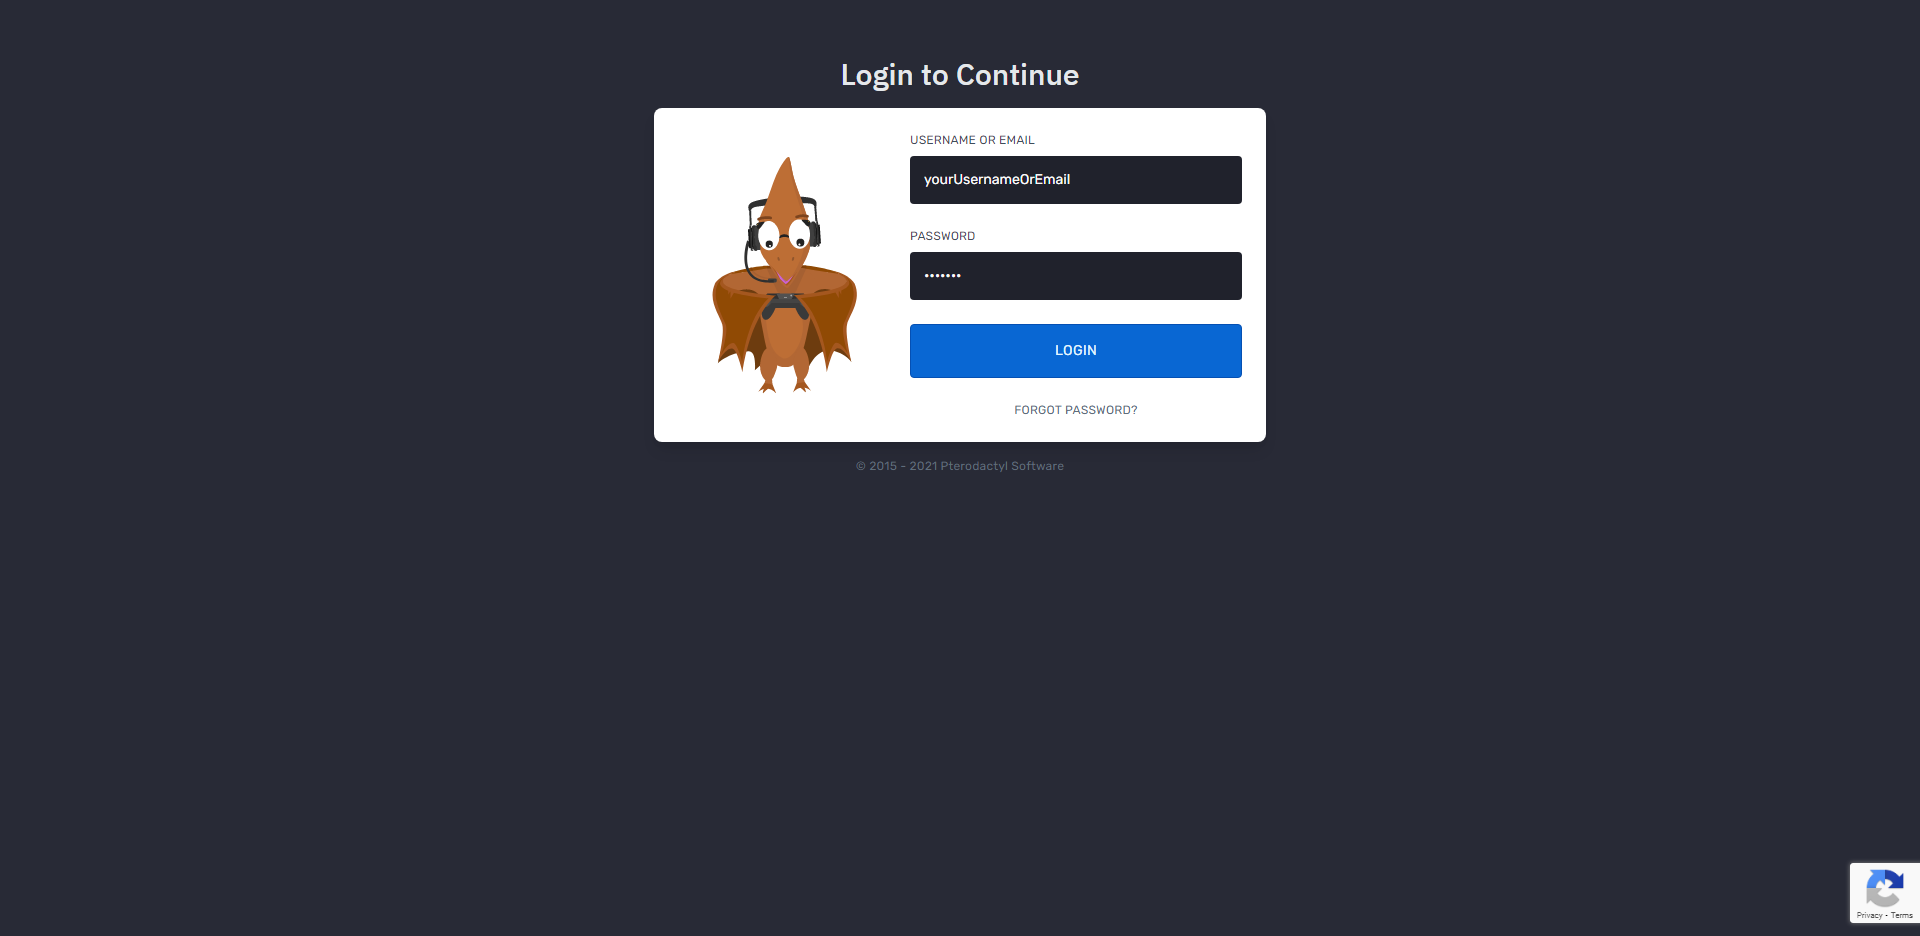 Login to Continue
USERNAME OR EMAIL
yourUsernameOrEmail
PASSWORD
•••••••
LOGIN
FORGOT PASSWORD?
© 2015 - 2021 Pterodactyl Software
Privacy - Terms